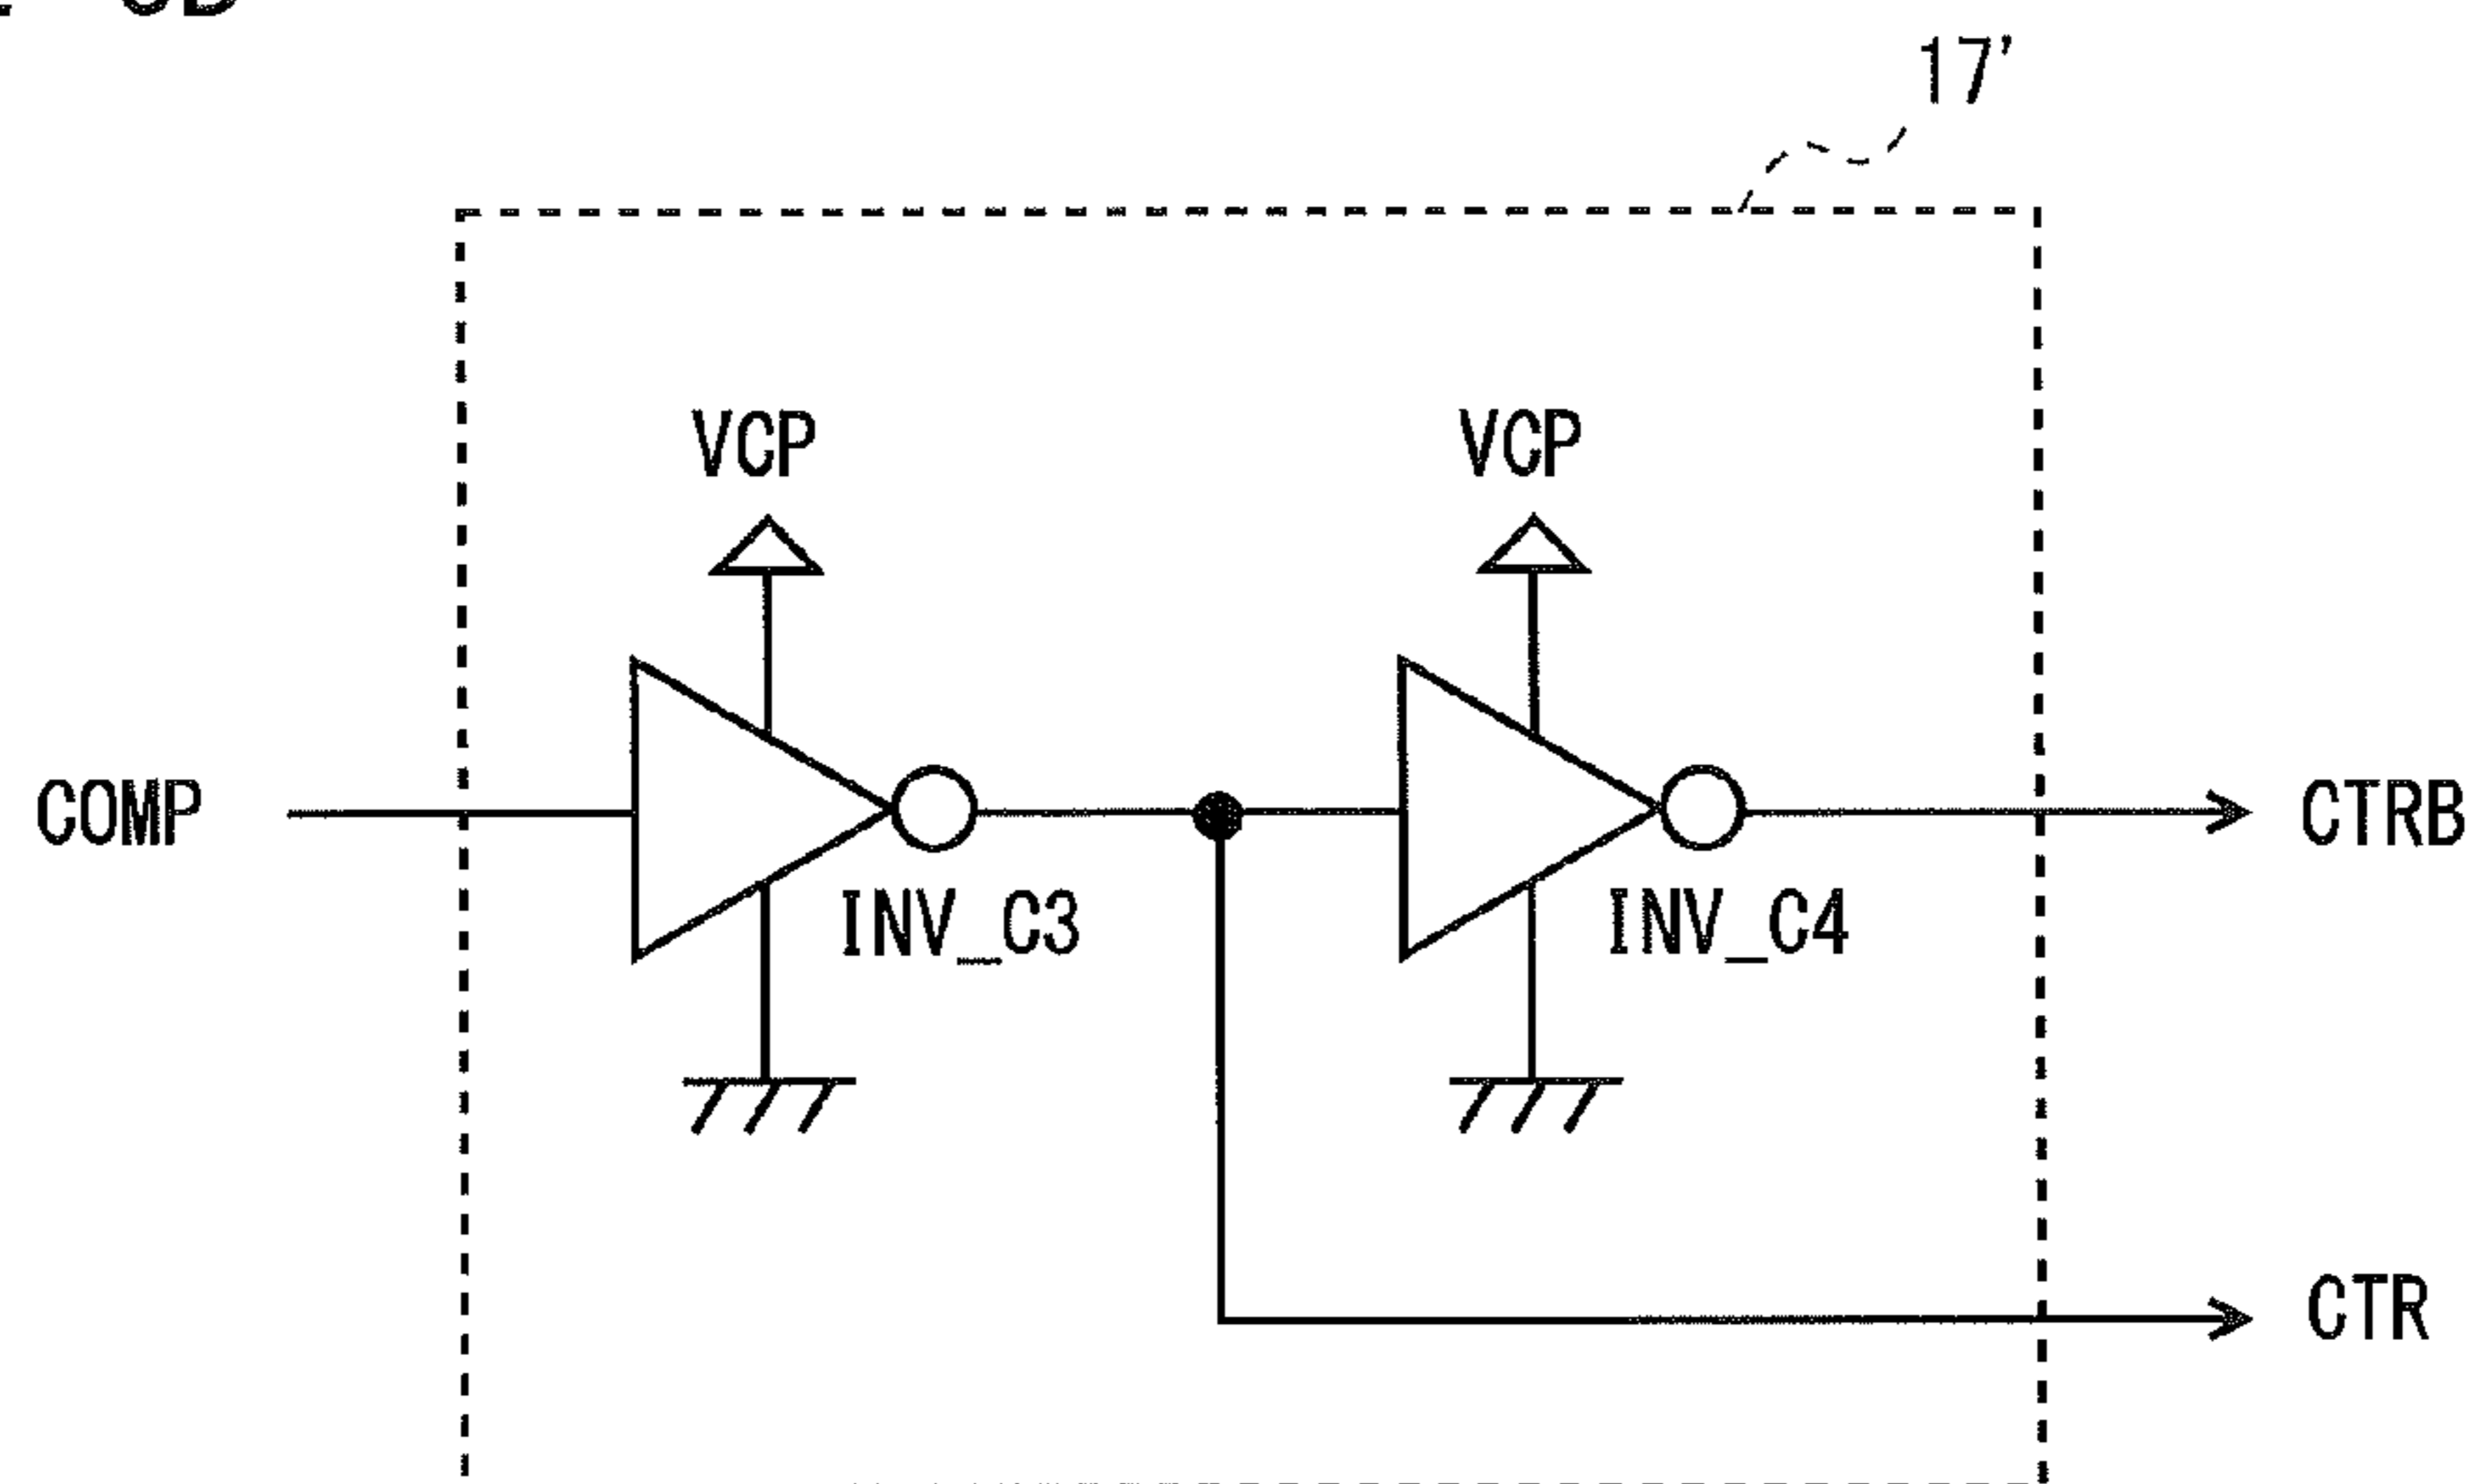 17'
VCP VCP
COMP
CTRB
INV_C3 INV_C4
CTR